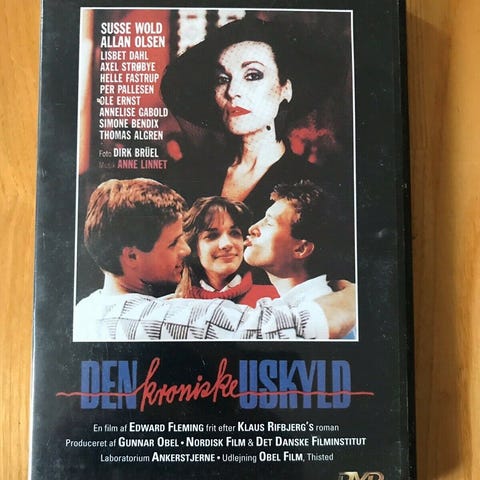 SUSSE WOLD
ALLAN OLSEN
LISBET DAHL
AXEL STRØBYE
HELLE FASTRUP
PER PALLESEN
OLE ERNST
ANNELISE GABOLD
SIMONE BENDIX
THOMAS ALGREN
Foto DIRK BRÜEL
Musik ANNE LINNET
DEN kroniske USKYLD
En film af EDWARD FLEMING frit efter KLAUS RIFBJERG's roman
Produceret af GUNNAR OBEL • NORDISK FILM & DET DANSKE FILMINSTITUT
Laboratorium ANKERSTJERNE • Udlejning OBEL FILM, Thisted
DVD